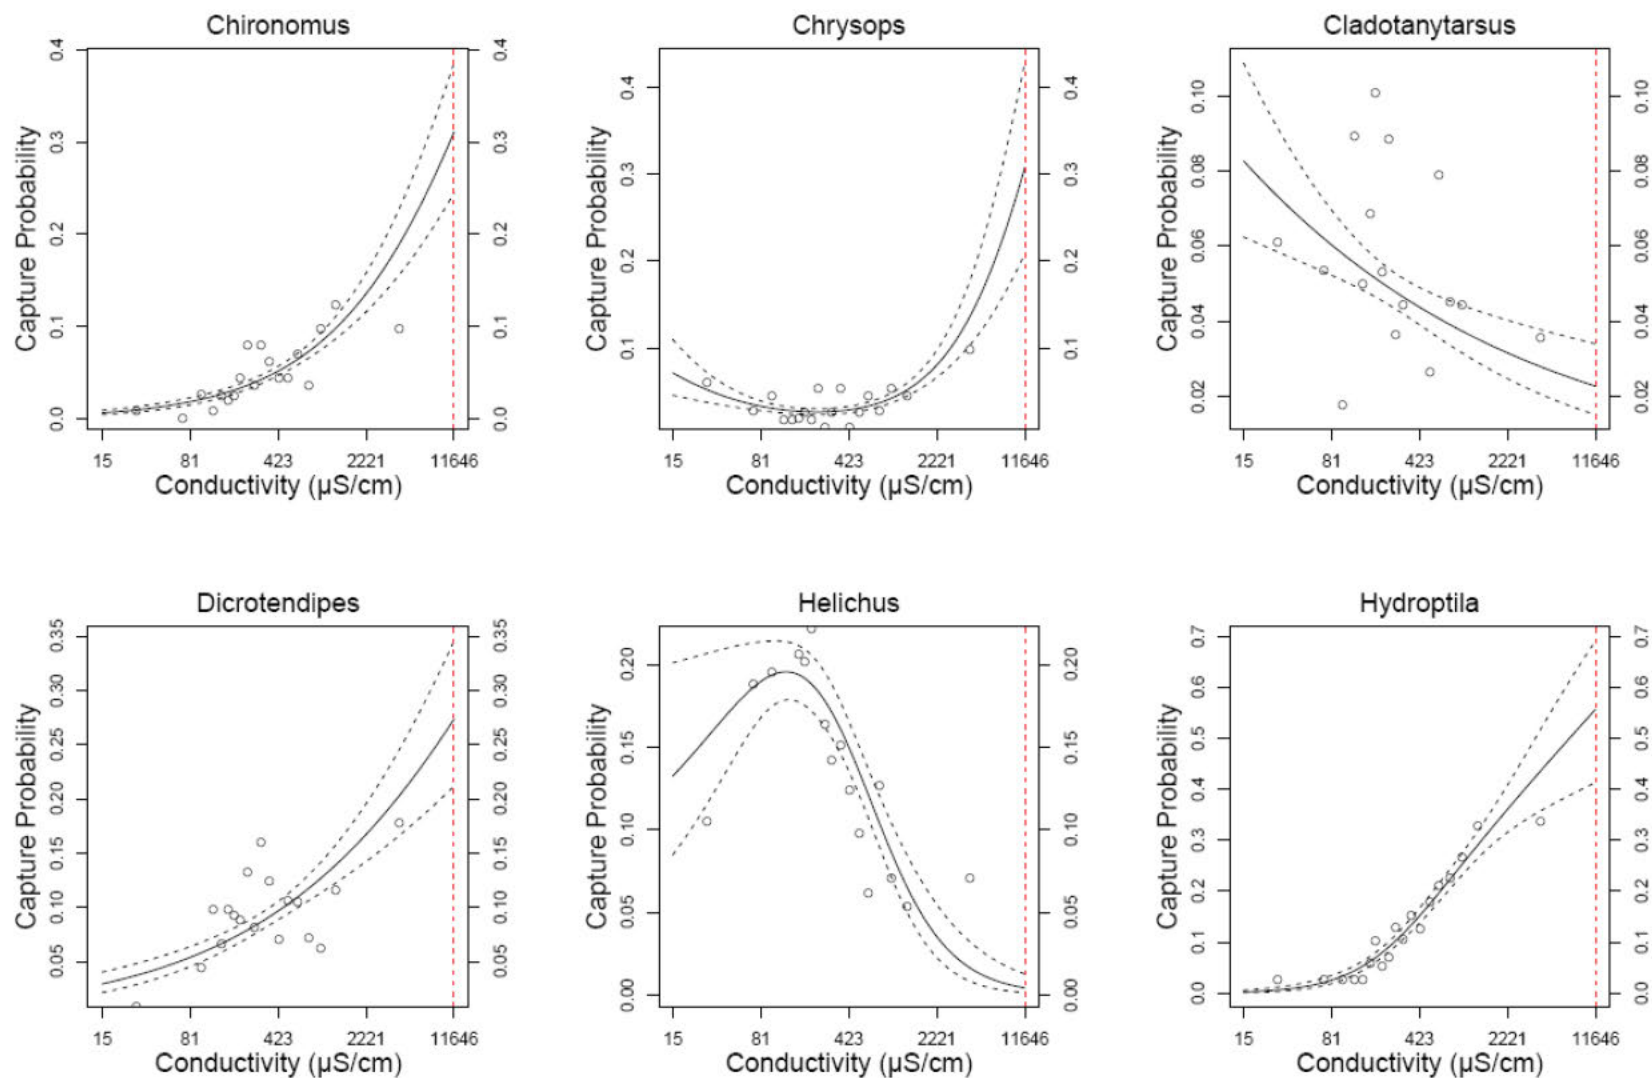 Chironomus
Capture Probability
0.0 0.1 0.2 0.3 0.4
0.0 0.1 0.2 0.3 0.4
15 81 423 2221 11646
Conductivity (µS/cm)
Chrysops
Capture Probability
0.1 0.2 0.3 0.4
0.1 0.2 0.3 0.4
15 81 423 2221 11646
Conductivity (µS/cm)
Cladotanytarsus
Capture Probability
0.02 0.04 0.06 0.08 0.10
0.02 0.04 0.06 0.08 0.10
15 81 423 2221 11646
Conductivity (µS/cm)
Dicrotendipes
Capture Probability
0.05 0.10 0.15 0.20 0.25 0.30 0.35
0.05 0.10 0.15 0.20 0.25 0.30 0.35
15 81 423 2221 11646
Conductivity (µS/cm)
Helichus
Capture Probability
0.00 0.05 0.10 0.15 0.20
0.00 0.05 0.10 0.15 0.20
15 81 423 2221 11646
Conductivity (µS/cm)
Hydroptila
Capture Probability
0.0 0.1 0.2 0.3 0.4 0.5 0.6 0.7
0.0 0.1 0.2 0.3 0.4 0.5 0.6 0.7
15 81 423 2221 11646
Conductivity (µS/cm)